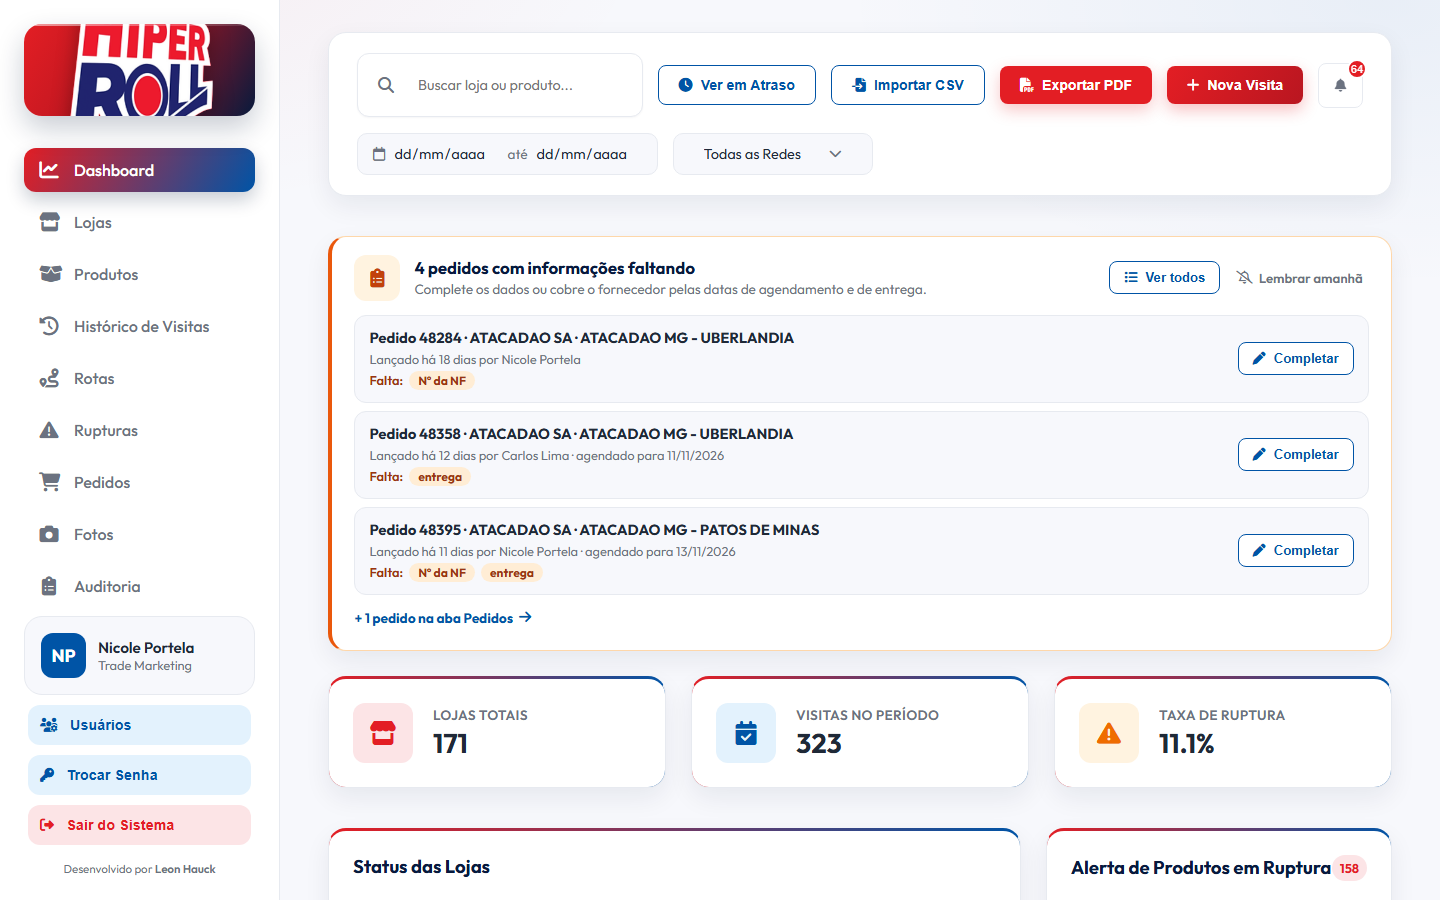 HIPER
ROLL
Dashboard
Lojas
Produtos
Histórico de Visitas
Rotas
Rupturas
Pedidos
Fotos
Auditoria
NP
Nicole Portela
Trade Marketing
Usuários
Trocar Senha
Sair do Sistema
Desenvolvido por Leon Hauck
Buscar loja ou produto...
Ver em Atraso
Importar CSV
PDF Exportar PDF
Nova Visita
64
dd/mm/aaaa até dd/mm/aaaa
Todas as Redes
4 pedidos com informações faltando
Complete os dados ou cobre o fornecedor pelas datas de agendamento e de entrega.
Ver todos
Lembrar amanhã
Pedido 48284 · ATACADAO SA · ATACADAO MG - UBERLANDIA
Lançado há 18 dias por Nicole Portela
Falta: Nº da NF
Completar
Pedido 48358 · ATACADAO SA · ATACADAO MG - UBERLANDIA
Lançado há 12 dias por Carlos Lima · agendado para 11/11/2026
Falta: entrega
Completar
Pedido 48395 · ATACADAO SA · ATACADAO MG - PATOS DE MINAS
Lançado há 11 dias por Nicole Portela · agendado para 13/11/2026
Falta: Nº da NF entrega
Completar
+ 1 pedido na aba Pedidos
LOJAS TOTAIS
171
VISITAS NO PERÍODO
323
TAXA DE RUPTURA
11.1%
Status das Lojas
Alerta de Produtos em Ruptura 158